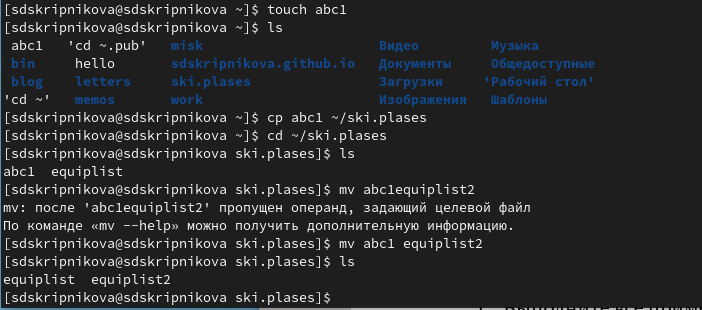 [sdskripnikova@sdskripnikova ~]$ touch abc1
[sdskripnikova@sdskripnikova ~]$ ls
abc1 'cd ~.pub' misk Видео Музыка
bin hello sdskripnikova.github.io Документы Общедоступные
blog letters ski.plases Загрузки 'Рабочий стол'
'cd ~' memos work Изображения Шаблоны
[sdskripnikova@sdskripnikova ~]$ cp abc1 ~/ski.plases
[sdskripnikova@sdskripnikova ~]$ cd ~/ski.plases
[sdskripnikova@sdskripnikova ski.plases]$ ls
abc1 equiplist
[sdskripnikova@sdskripnikova ski.plases]$ mv abc1equiplist2
mv: после 'abc1equiplist2' пропущен операнд, задающий целевой файл
По команде «mv --help» можно получить дополнительную информацию.
[sdskripnikova@sdskripnikova ski.plases]$ mv abc1 equiplist2
[sdskripnikova@sdskripnikova ski.plases]$ ls
equiplist equiplist2
[sdskripnikova@sdskripnikova ski.plases]$